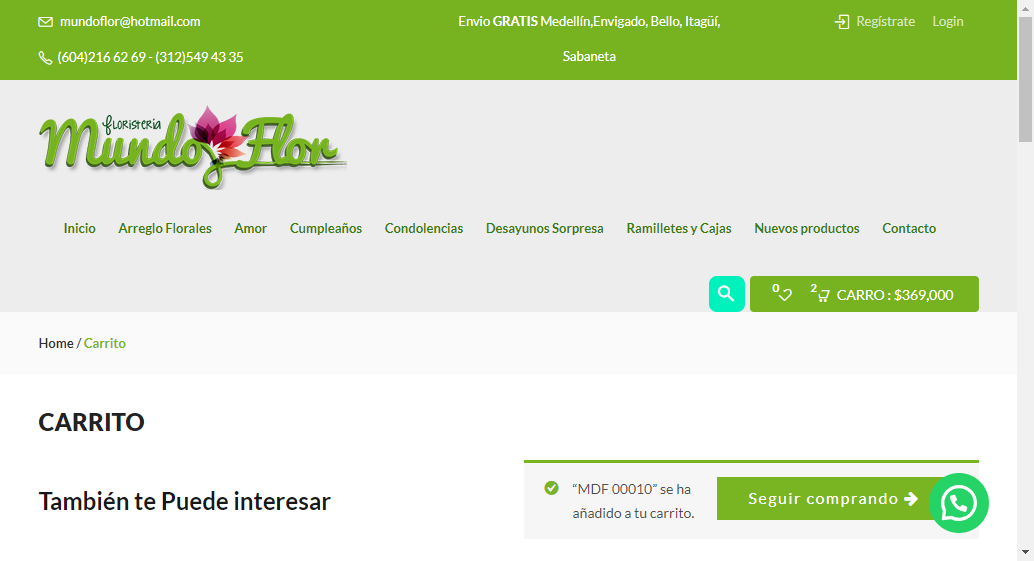 mundoflor@hotmail.com
Envio GRATIS Medellín,Envigado, Bello, Itagüí,
Sabaneta
Regístrate Login
(604)216 62 69 - (312)549 43 35
floristería
Mundo Flor
Inicio Arreglo Florales Amor Cumpleaños Condolencias Desayunos Sorpresa Ramilletes y Cajas Nuevos productos Contacto
0 2 CARRO : $369,000
Home / Carrito
CARRITO
También te Puede interesar
“MDF 00010” se ha
añadido a tu carrito.
Seguir comprando